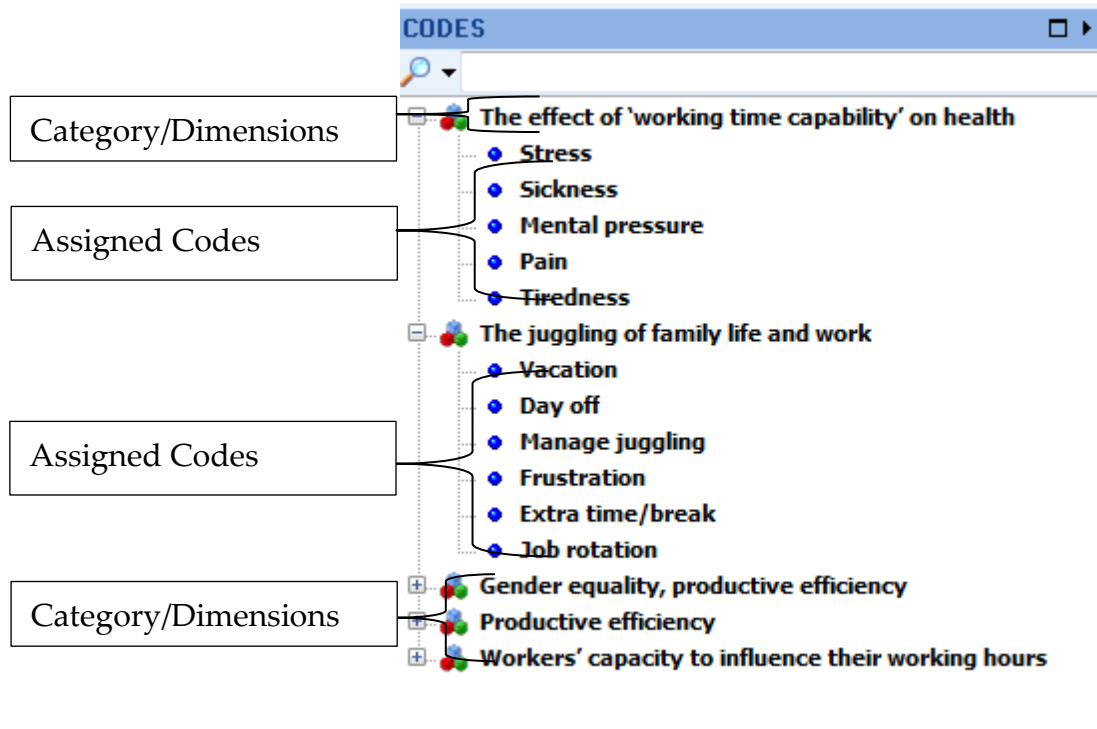 CODES
Category/Dimensions
The effect of ‘working time capability’ on health
Stress
Sickness
Mental pressure
Assigned Codes
Pain
Tiredness
The juggling of family life and work
Vacation
Day off
Manage juggling
Assigned Codes
Frustration
Extra time/break
Job rotation
Gender equality, productive efficiency
Category/Dimensions
Productive efficiency
Workers’ capacity to influence their working hours